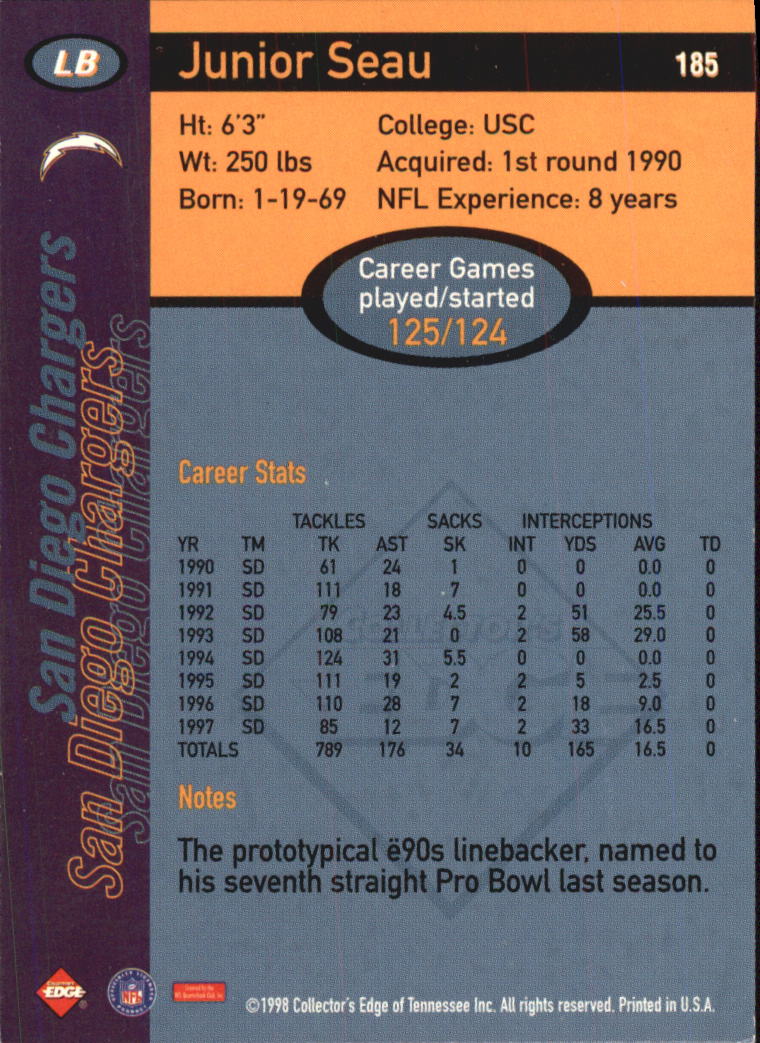 LB
Junior Seau 185
Ht: 6'3" College: USC
Wt: 250 lbs Acquired: 1st round 1990
Born: 1-19-69 NFL Experience: 8 years
Career Games
played/started
125/124
San Diego Chargers
San Diego Chargers
San Diego Chargers
Career Stats
TACKLES SACKS INTERCEPTIONS
YR TM TK AST SK INT YDS AVG TD
1990 SD 61 24 1 0 0 0.0 0
1991 SD 111 18 7 0 0 0.0 0
1992 SD 79 23 4.5 2 51 25.5 0
1993 SD 108 21 0 2 58 29.0 0
1994 SD 124 31 5.5 0 0 0.0 0
1995 SD 111 19 2 2 5 2.5 0
1996 SD 110 28 7 2 18 9.0 0
1997 SD 85 12 7 2 33 16.5 0
TOTALS 789 176 34 10 165 16.5 0
COLLECTOR'S
EDGE
Notes
The prototypical ë90s linebacker, named to
his seventh straight Pro Bowl last season.
COLLECTOR'S
EDGE ®
NFL
©1998 Collector's Edge of Tennessee Inc. All rights reserved. Printed in U.S.A.